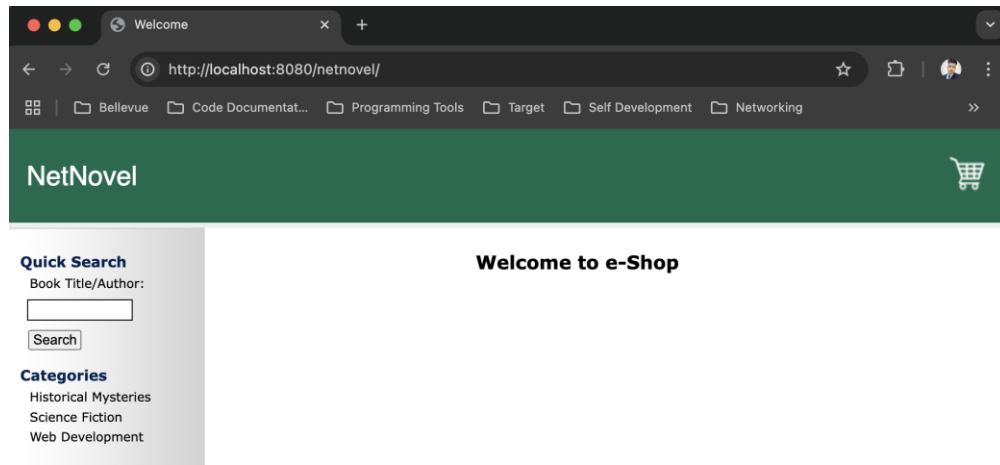 Welcome
http://localhost:8080/netnovel/
Bellevue Code Documentat... Programming Tools Target Self Development Networking
NetNovel
Quick Search
Book Title/Author:
Search
Categories
Historical Mysteries
Science Fiction
Web Development
Welcome to e-Shop